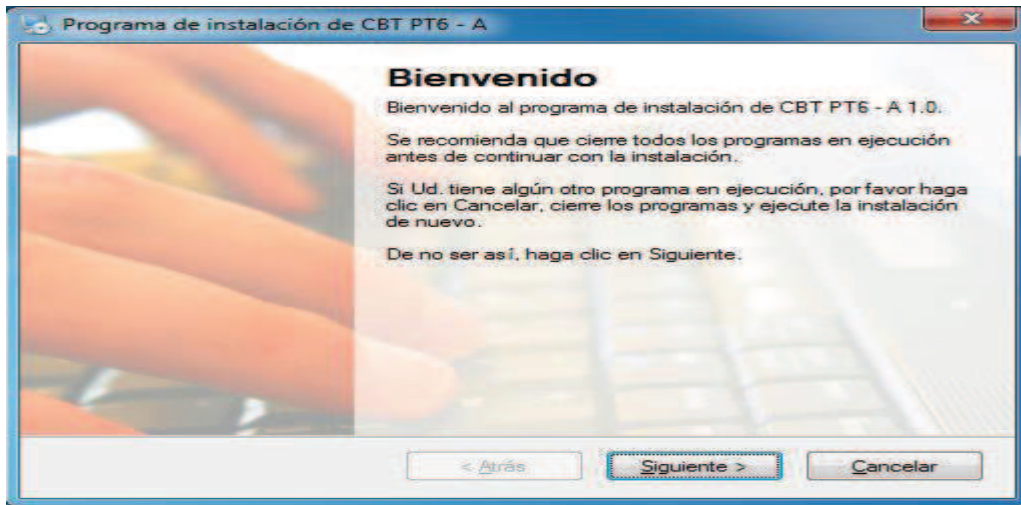 Programa de instalación de CBT PT6 - A
Bienvenido
Bienvenido al programa de instalación de CBT PT6 - A 1.0.
Se recomienda que cierre todos los programas en ejecución
antes de continuar con la instalación.
Si Ud. tiene algún otro programa en ejecución, por favor haga
clic en Cancelar, cierre los programas y ejecute la instalación
de nuevo.
De no ser así, haga clic en Siguiente.
< Atrás
Siguiente >
Cancelar